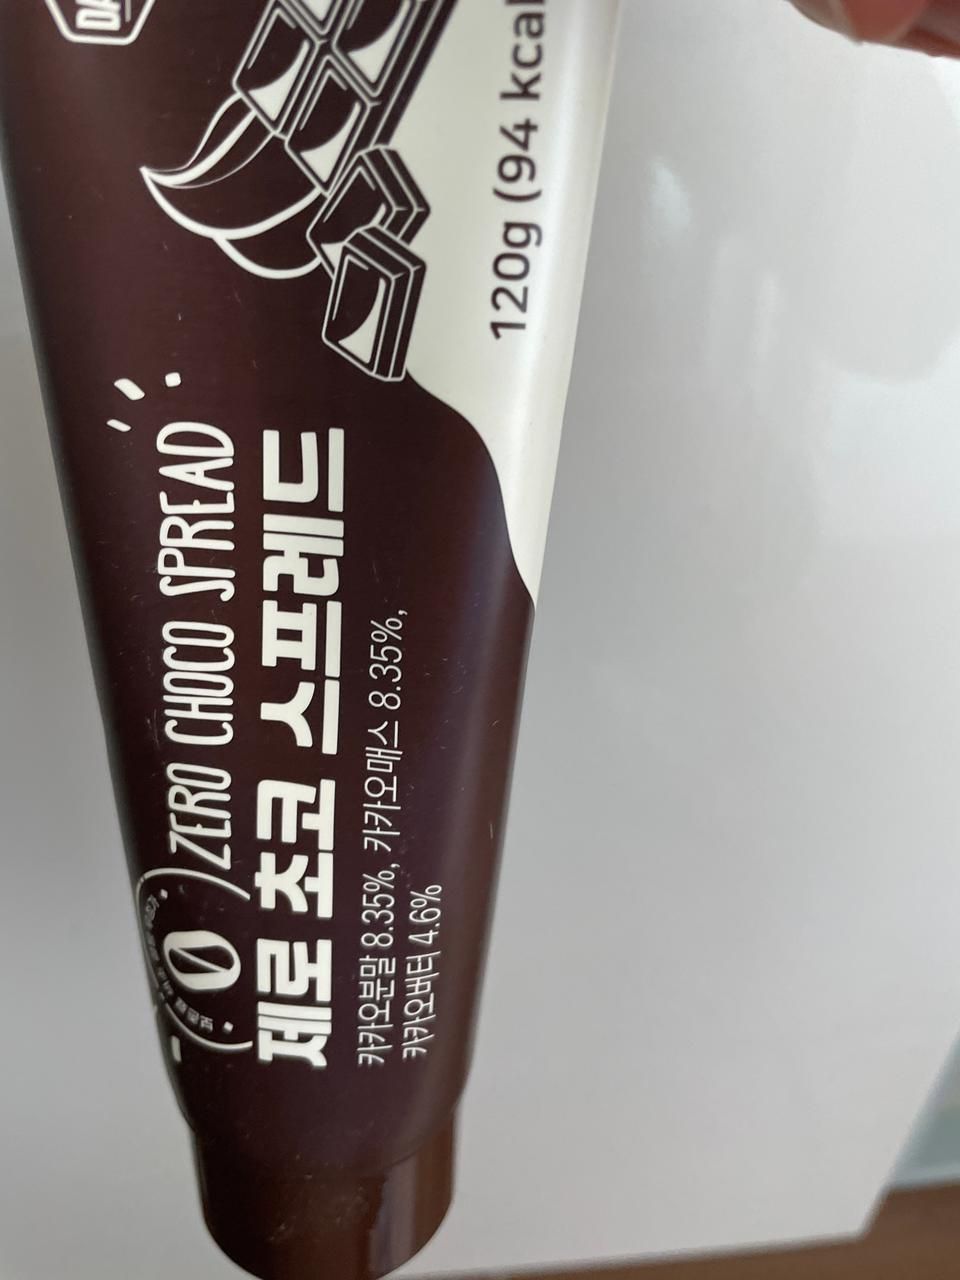 ZERO CHOCO SPREAD
0
제로 초코 스프레드
카카오분말 8.35%, 카카오매스 8.35%,
카카오버터 4.6%
120g (94 kcal